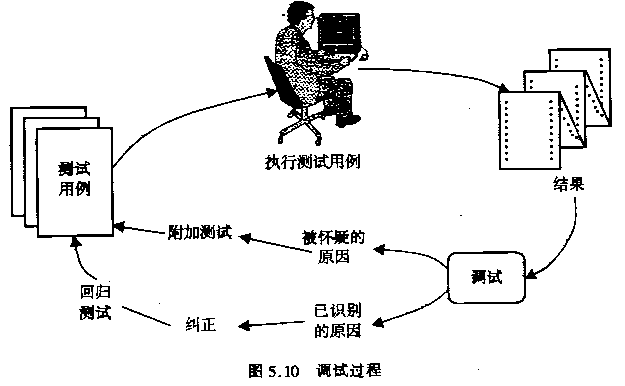 执行测试用例
测试
用例
结果
附加测试
被怀疑的
原因
测试
回归
测试
纠正
已识别
的原因
图 5.10 调试过程